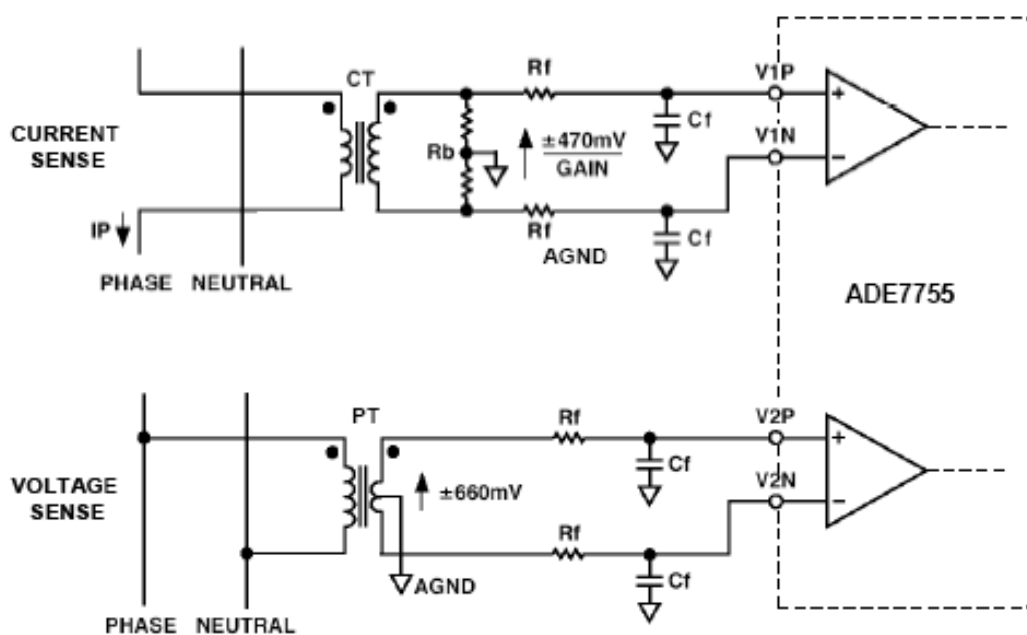 CT
Rf
V1P
+
CURRENT
SENSE
Rb
±470mV
GAIN
Cf
V1N
−
IP
Rf
AGND
Cf
PHASE NEUTRAL
ADE7755
PT
Rf
V2P
+
VOLTAGE
SENSE
±660mV
Cf
V2N
−
Rf
AGND
Cf
PHASE NEUTRAL